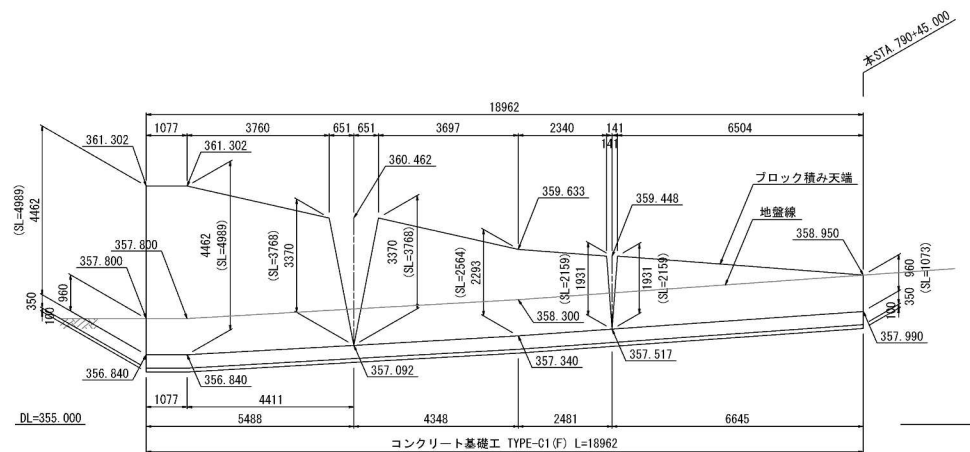 本STA.790+45.000
18962
1077 3760 651 651 3697 2340 141 6504
141
361.302 361.302 360.462 359.633 359.448 ブロック積み天端
地盤線
358.950
(SL=4989)
4462
4462
(SL=4989)
(SL=3768)
3370
3370
(SL=3768)
(SL=2564)
2293
(SL=2159)
1931
1931
(SL=2159)
960
(SL=1073)
350
100
357.800 357.800
960
350
100
358.300
356.840 356.840 357.092 357.340 357.517 357.990
1077 4411
DL=355.000
5488 4348 2481 6645
コンクリート基礎工 TYPE-C1(F) L=18962